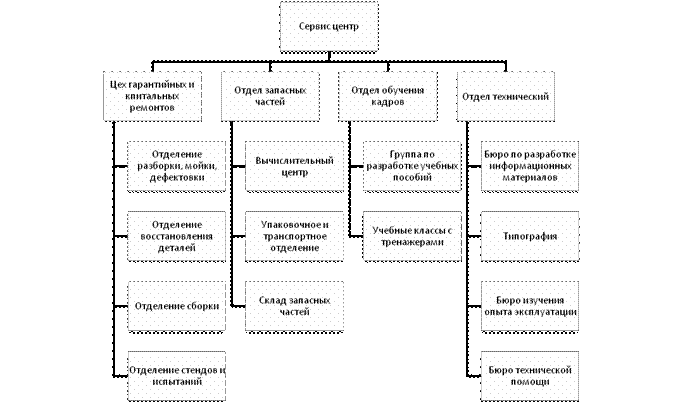 Сервис центр
Цех гарантийных и
кпитальных
ремонтов
Отдел запасных
частей
Отдел обучения
кадров
Отдел технический
Отделение
разборки, мойки,
дефектовки
Вычислительный
центр
Группа по
разработке учебных
пособий
Бюро по разработке
информационных
материалов
Отделение
восстановления
деталей
Упаковочное и
транспортное
отделение
Учебные классы с
тренажерами
Типография
Отделение сборки
Склад запасных
частей
Бюро изучения
опыта эксплуатации
Отделение стендов и
испытаний
Бюро технической
помощи